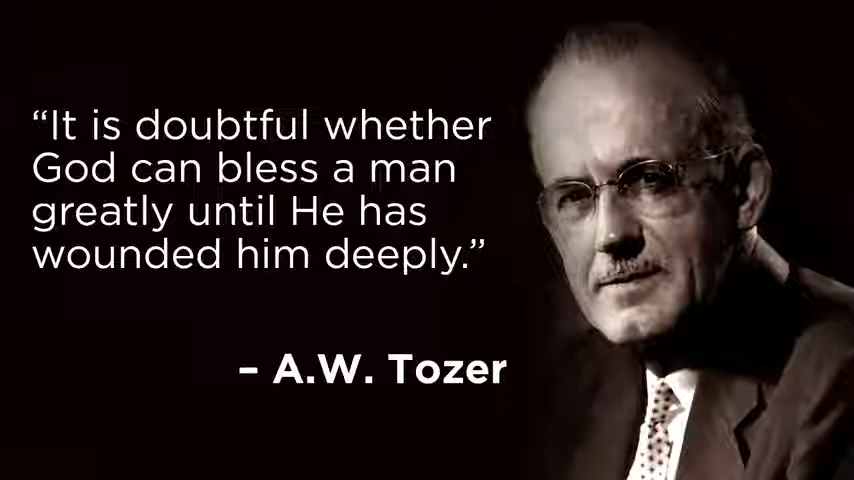 “It is doubtful whether
God can bless a man
greatly until He has
wounded him deeply.”
– A.W. Tozer